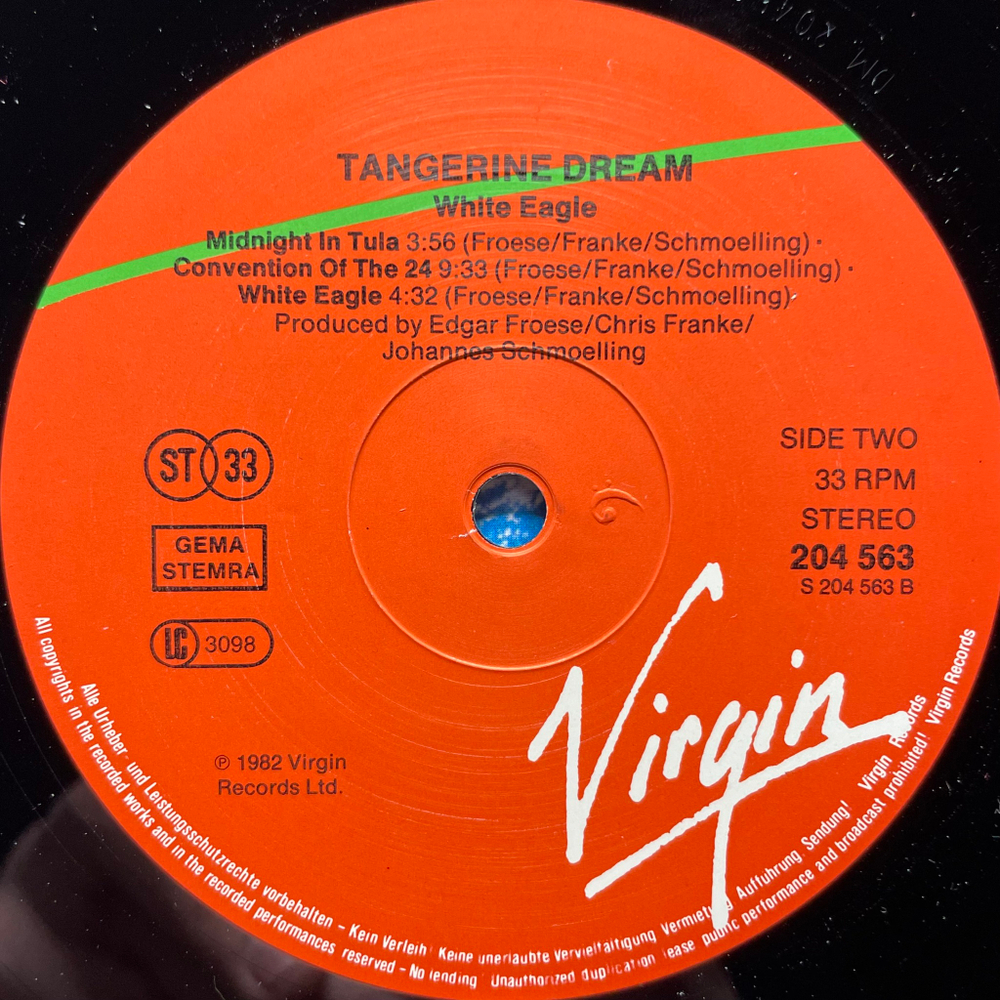 TANGERINE DREAM
White Eagle
Midnight In Tula 3:56 (Froese/Franke/Schmoelling) ·
Convention Of The 24 9:33 (Froese/Franke/Schmoelling) ·
White Eagle 4:32 (Froese/Franke/Schmoelling)
Produced by Edgar Froese/Chris Franke/
Johannes Schmoelling
ST 33
GEMA
STEMRA
LC 3098
SIDE TWO
33 RPM
STEREO
204 563
S 204 563 B
Virgin
℗ 1982 Virgin
Records Ltd.
Alle Urheber- und Leistungsschutzrechte vorbehalten – Kein Verleih! Keine unerlaubte Vervielfältigung Vermietung Aufführung, Sendung! Virgin Records
All copyrights in the recorded works and in the recorded performances reserved – No lending Unauthorized duplication lease public performance and broadcast prohibited! Virgin Records